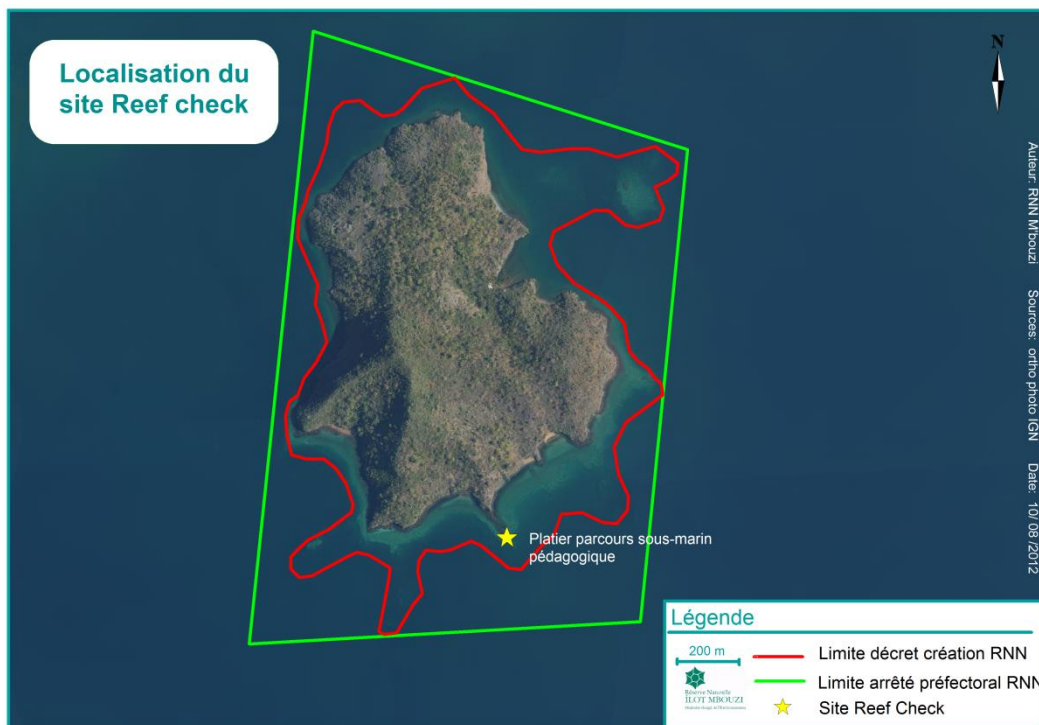 Localisation du
site Reef check
N
Auteur: RNN M'bouzi Sources: ortho photo IGN Date: 10/ 08 /2012
Platier parcours sous-marin
pédagogique
Légende
200 m
Limite décret création RNN
Limite arrêté préfectoral RNN
Site Reef Check
Réserve Naturelle
ILOT MBOUZI